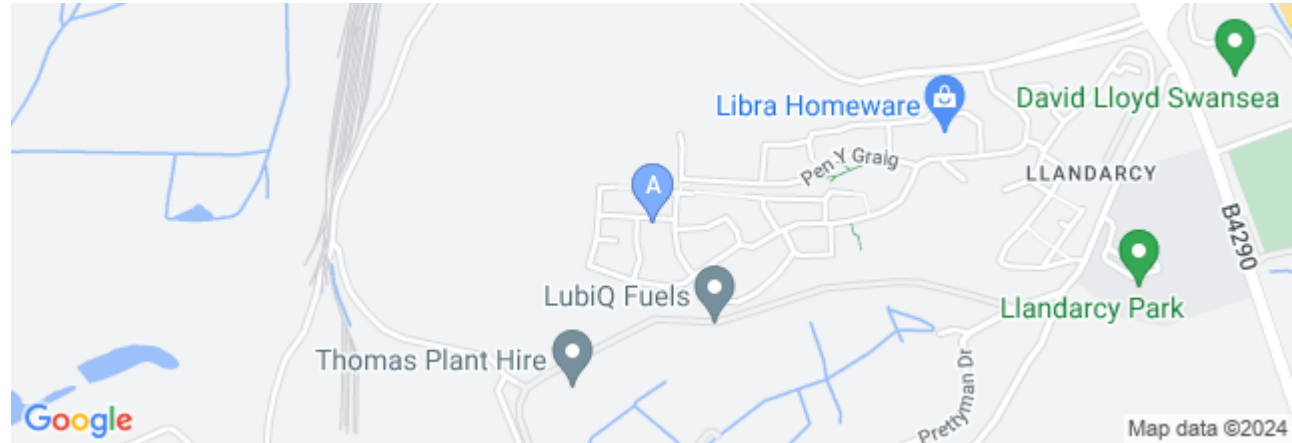 Libra Homeware
David Lloyd Swansea
Pen Y Graig
LLANDARCY
A
B4290
LubiQ Fuels
Llandarcy Park
Thomas Plant Hire
Prettyman Dr
Google
Map data ©2024